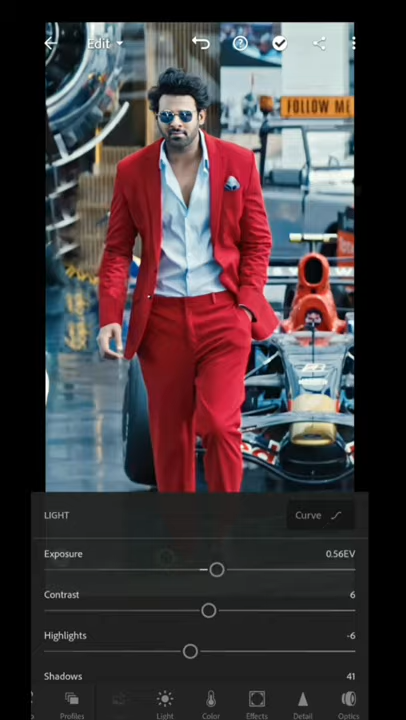 Edit
FOLLOW ME
LIGHT
Curve
Exposure 0.56EV
Contrast 6
Highlights -6
Shadows 41
Profiles
Light
Color
Effects
Detail
Optics